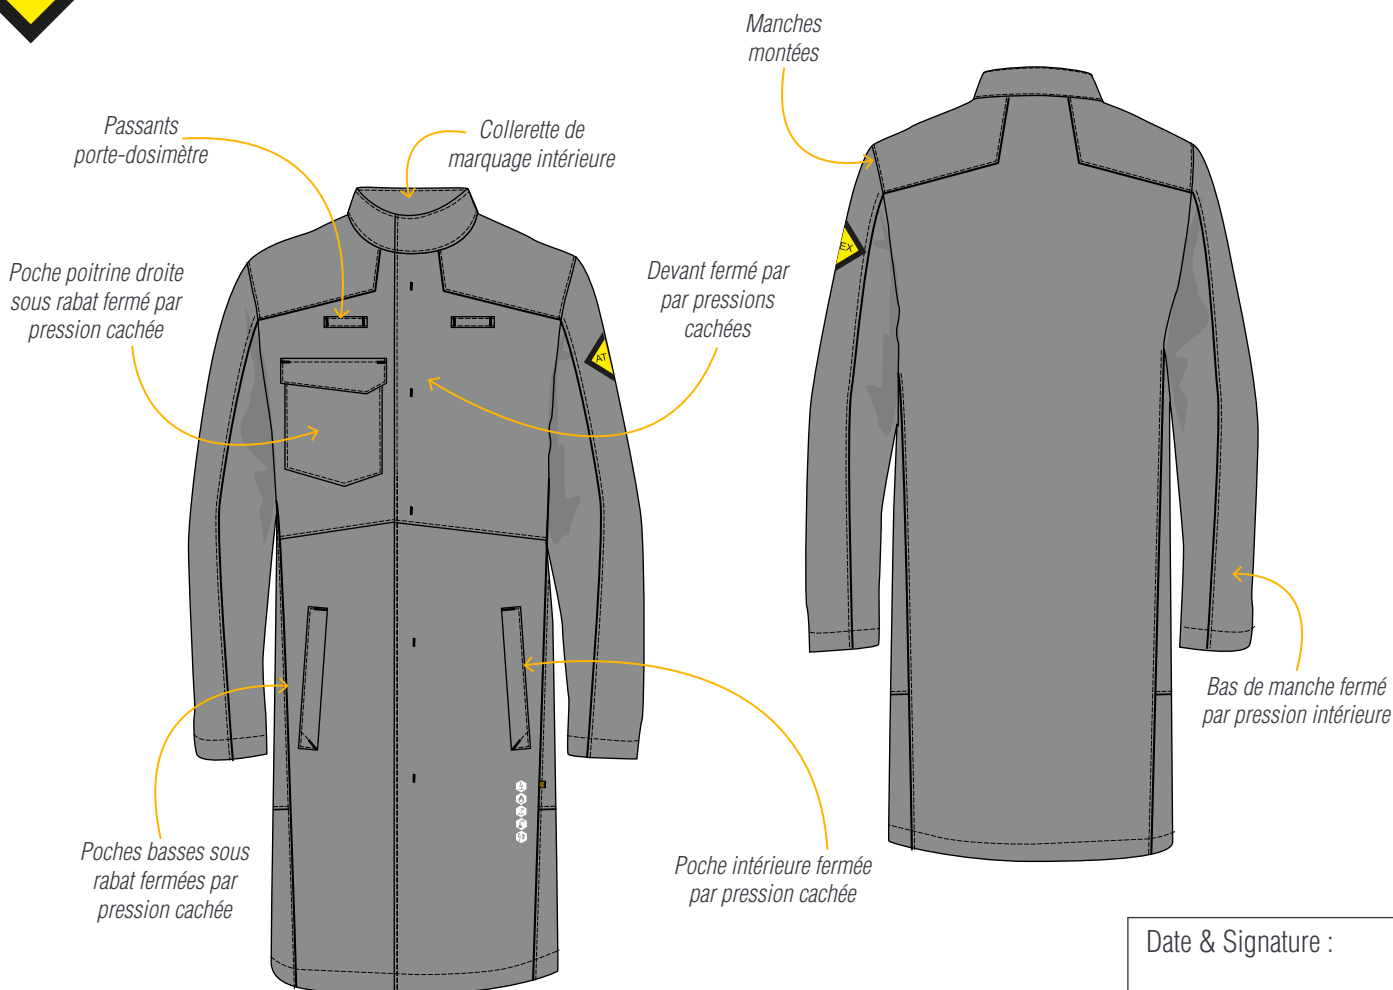 Manches
montées
Passants
porte-dosimètre
Collerette de
marquage intérieure
Poche poitrine droite
sous rabat fermé par
pression cachée
Devant fermé par
par pressions
cachées
AT
EX
Bas de manche fermé
par pression intérieure
Poches basses sous
rabat fermées par
pression cachée
Poche intérieure fermée
par pression cachée
Date & Signature :